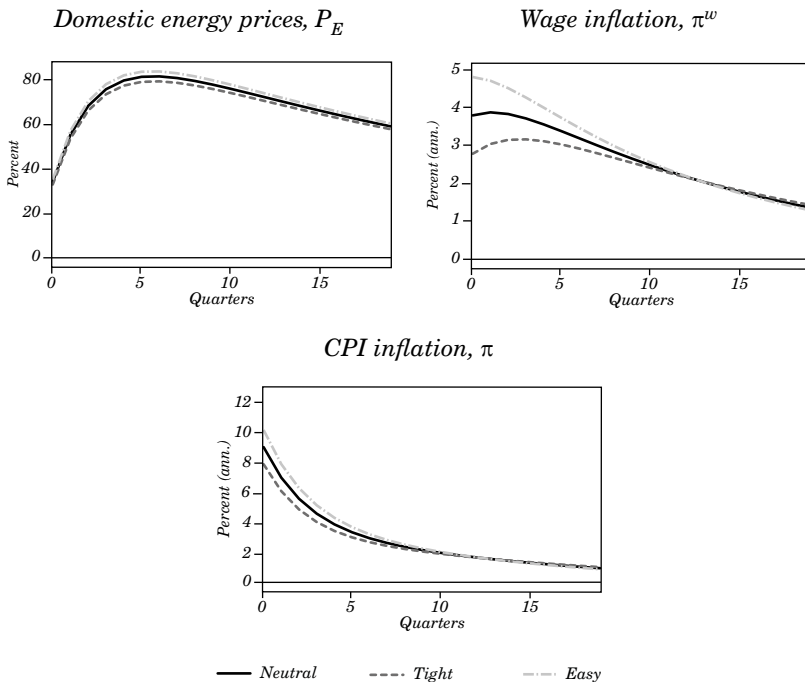 Domestic energy prices, P_E
Percent
80
60
40
20
0
0 5 10 15
Quarters
Wage inflation, π^w
Percent (ann.)
5
4
3
2
1
0
0 5 10 15
Quarters
CPI inflation, π
Percent (ann.)
12
10
8
6
4
2
0
0 5 10 15
Quarters
Neutral Tight Easy